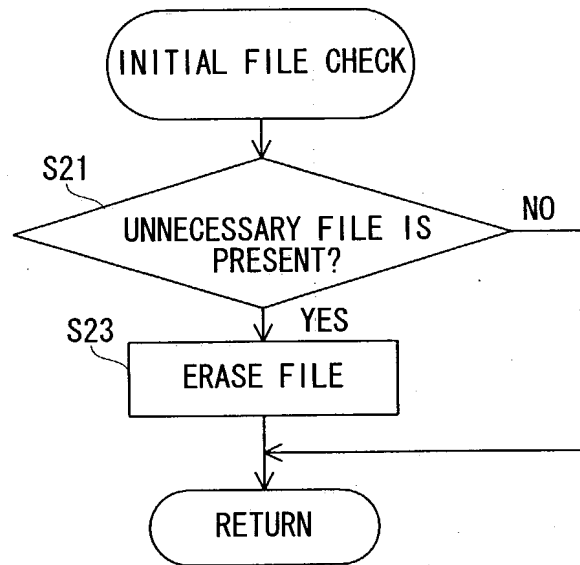 INITIAL FILE CHECK
S21
UNNECESSARY FILE IS
PRESENT?
NO
YES
S23
ERASE FILE
RETURN